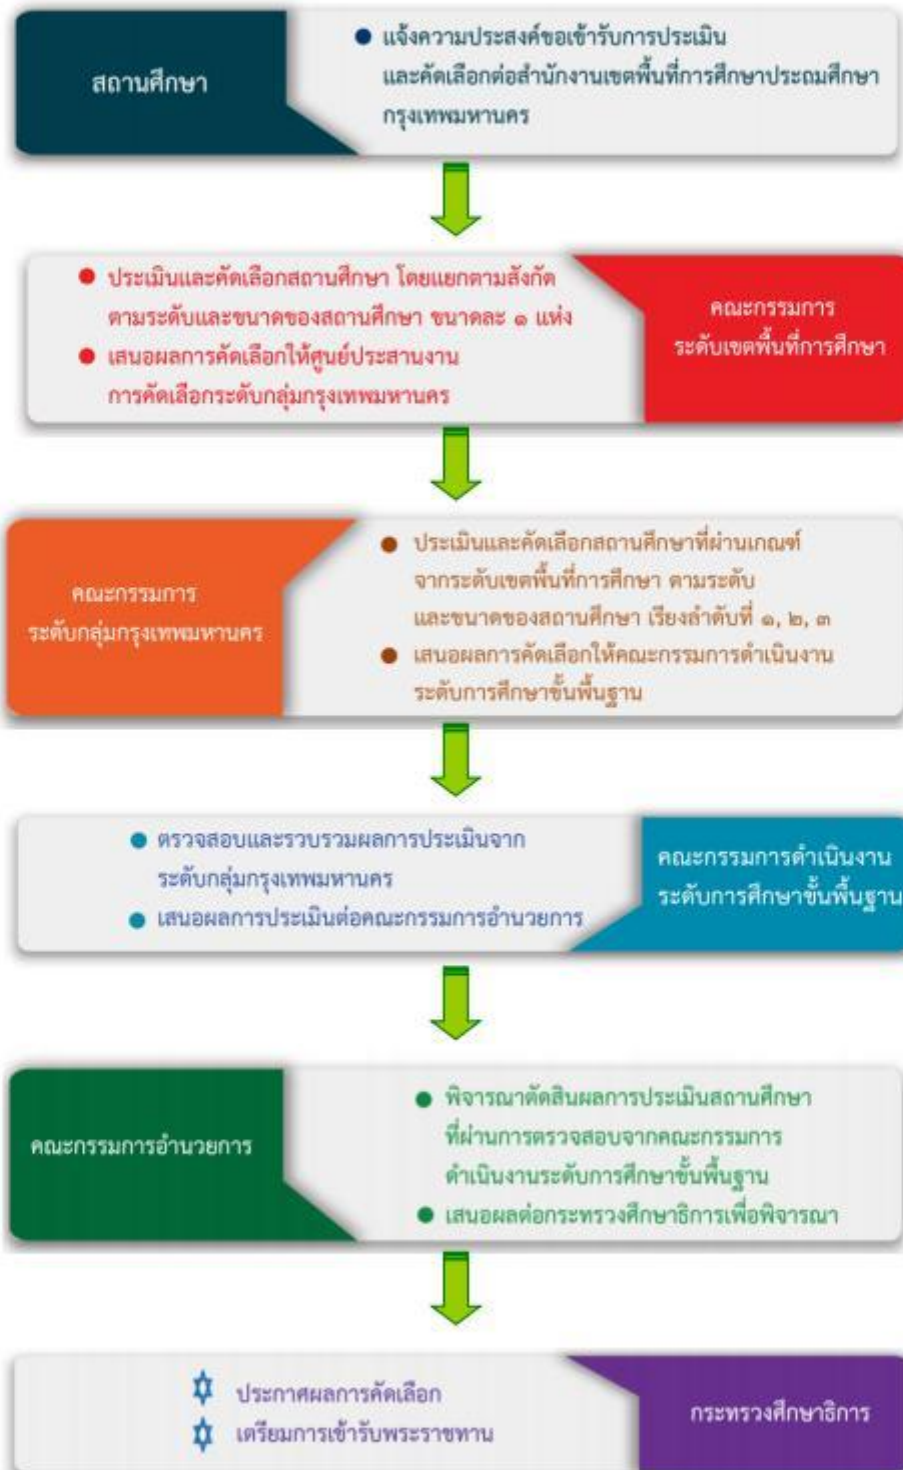 สถานศึกษา
แจ้งความประสงค์ขอเข้ารับการประเมิน
และคัดเลือกต่อสำนักงานเขตพื้นที่การศึกษาประถมศึกษา
กรุงเทพมหานคร
ประเมินและคัดเลือกสถานศึกษา โดยแยกตามสังกัด
ตามระดับและขนาดของสถานศึกษา ขนาดละ ๑ แห่ง
เสนอผลการคัดเลือกให้ศูนย์ประสานงาน
การคัดเลือกระดับกลุ่มกรุงเทพมหานคร
คณะกรรมการ
ระดับเขตพื้นที่การศึกษา
คณะกรรมการ
ระดับกลุ่มกรุงเทพมหานคร
ประเมินและคัดเลือกสถานศึกษาที่ผ่านเกณฑ์
จากระดับเขตพื้นที่การศึกษา ตามระดับ
และขนาดของสถานศึกษา เรียงลำดับที่ ๑, ๒, ๓
เสนอผลการคัดเลือกให้คณะกรรมการดำเนินงาน
ระดับการศึกษาขั้นพื้นฐาน
ตรวจสอบและรวบรวมผลการประเมินจาก
ระดับกลุ่มกรุงเทพมหานคร
เสนอผลการประเมินต่อคณะกรรมการอำนวยการ
คณะกรรมการดำเนินงาน
ระดับการศึกษาขั้นพื้นฐาน
คณะกรรมการอำนวยการ
พิจารณาตัดสินผลการประเมินสถานศึกษา
ที่ผ่านการตรวจสอบจากคณะกรรมการ
ดำเนินงานระดับการศึกษาขั้นพื้นฐาน
เสนอผลต่อกระทรวงศึกษาธิการเพื่อพิจารณา
ประกาศผลการคัดเลือก
เตรียมการเข้ารับพระราชทาน
กระทรวงศึกษาธิการ